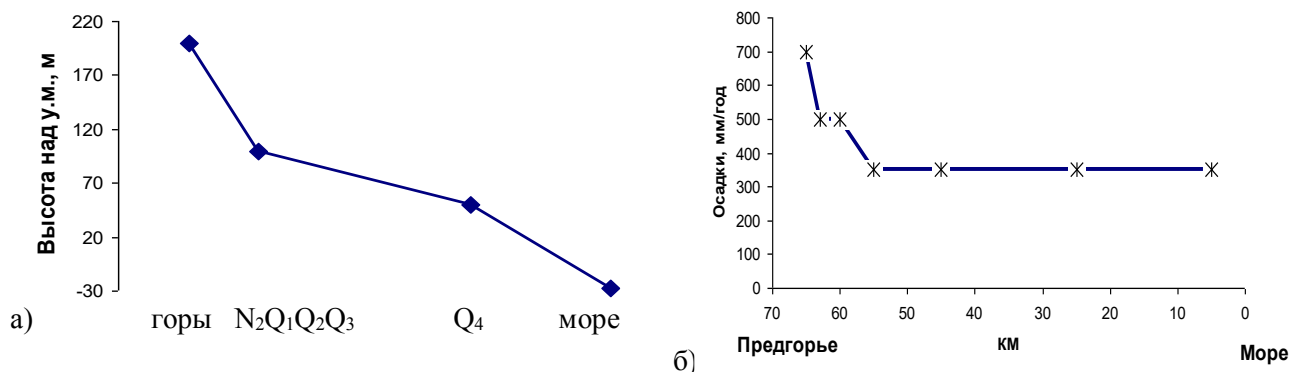 Высота над у.м., м
220
170
120
70
20
-30
а)
горы N₂Q₁Q₂Q₃ Q₄ море
Осадки, мм/год
800
700
600
500
400
300
200
100
0
70 60 50 40 30 20 10 0
Предгорье км Море
б)